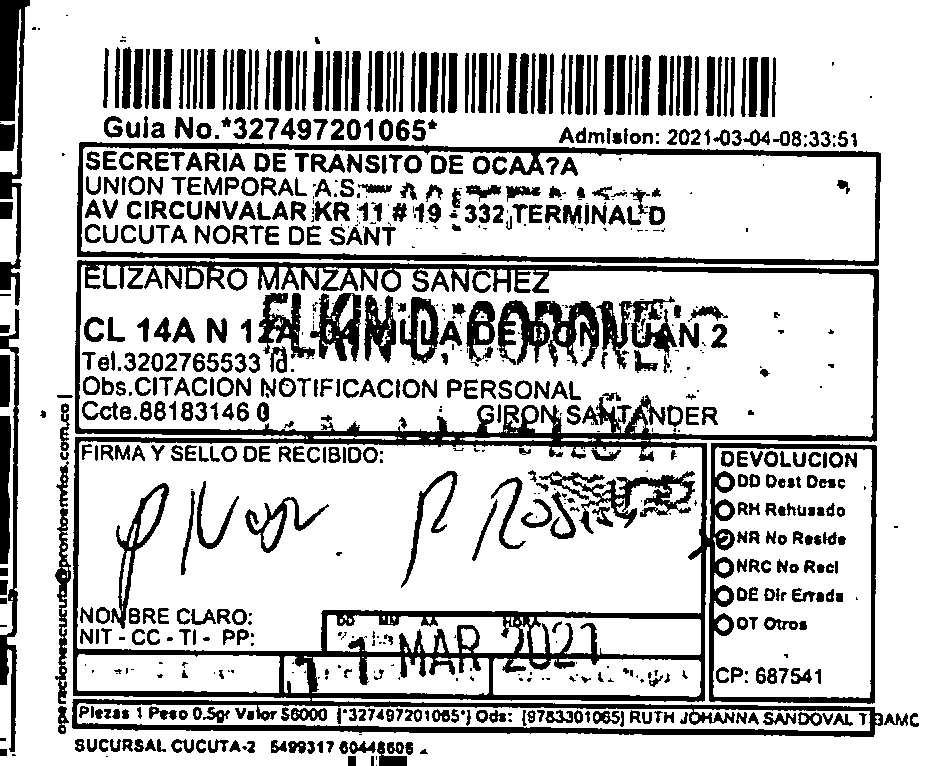 Guia No.*327497201065*
Admision: 2021-03-04-08:33:51
SECRETARIA DE TRANSITO DE OCAÃ?A
UNION TEMPORAL A.S.
AV CIRCUNVALAR KR 11 # 19 - 332 TERMINAL D
CUCUTA NORTE DE SANT
ELIZANDRO MANZANO SANCHEZ
ELKIN D. CORONEL
CL 14A N 12A -04 VILLA DE DON JUAN 2
Tel.3202765533 Id:
Obs.CITACION NOTIFICACION PERSONAL
Ccte.88183146 0
GIRON SANTANDER
FIRMA Y SELLO DE RECIBIDO:
NOMBRE CLARO:
NIT - CC - TI - PP:
DD MM AA HORA
11 MAR 2021
DEVOLUCION
DD Dest Desc
RH Rehusado
NR No Reside
NRC No Recl
DE Dir Errada
OT Otros
CP: 687541
operacionescucuta@prontoenvios.com.co
Piezas 1 Peso 0.5gr Valor $6000 (*327497201065*) Ods: [9783301065] RUTH JOHANNA SANDOVAL T BAMC
SUCURSAL CUCUTA-2 5499317 60448606